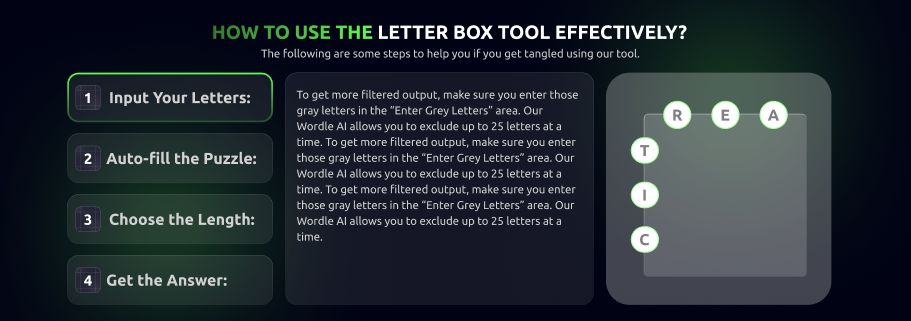 HOW TO USE THE LETTER BOX TOOL EFFECTIVELY?
The following are some steps to help you if you get tangled using our tool.
1 Input Your Letters:
2 Auto-fill the Puzzle:
3 Choose the Length:
4 Get the Answer:
To get more filtered output, make sure you enter those
gray letters in the “Enter Grey Letters” area. Our
Wordle AI allows you to exclude up to 25 letters at a
time. To get more filtered output, make sure you enter
those gray letters in the “Enter Grey Letters” area. Our
Wordle AI allows you to exclude up to 25 letters at a
time. To get more filtered output, make sure you enter
those gray letters in the “Enter Grey Letters” area. Our
Wordle AI allows you to exclude up to 25 letters at a
time.
R E A
T
I
C